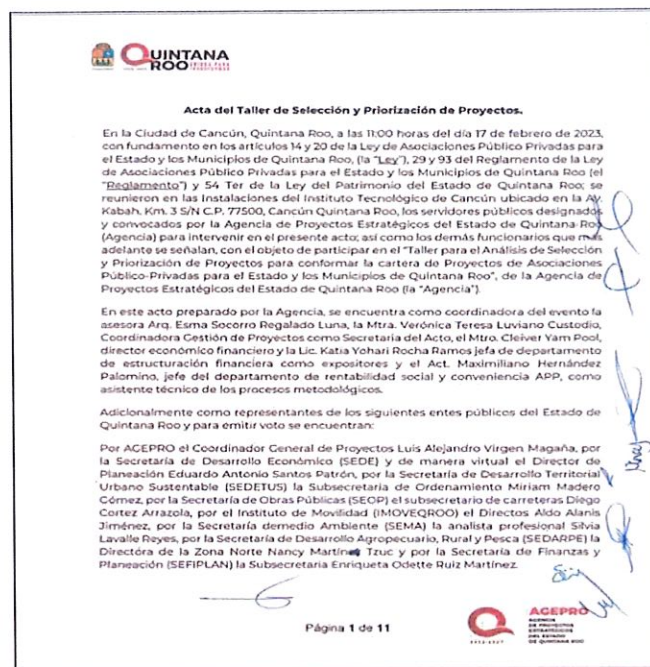 QUINTANA
ROO
Acta del Taller de Selección y Priorización de Proyectos.
En la Ciudad de Cancún, Quintana Roo, a las 11:00 horas del día 17 de febrero de 2023,
con fundamento en los artículos 14 y 20 de la Ley de Asociaciones Público Privadas para
el Estado y los Municipios de Quintana Roo, (la "Ley"), 29 y 93 del Reglamento de la Ley
de Asociaciones Público Privadas para el Estado y los Municipios de Quintana Roo (el
"Reglamento") y 54 Ter de la Ley del Patrimonio del Estado de Quintana Roo; se
reunieron en las Instalaciones del Instituto Tecnológico de Cancún ubicado en la Av.
Kabah, Km. 3 S/N C.P. 77500, Cancún Quintana Roo, los servidores públicos designados
y convocados por la Agencia de Proyectos Estratégicos del Estado de Quintana Roo
(Agencia) para intervenir en el presente acto; así como los demás funcionarios que más
adelante se señalan, con el objeto de participar en el "Taller para el Análisis de Selección
y Priorización de Proyectos para conformar la cartera de Proyectos de Asociaciones
Público-Privadas para el Estado y los Municipios de Quintana Roo", de la Agencia de
Proyectos Estratégicos del Estado de Quintana Roo (la "Agencia").
En este acto preparado por la Agencia, se encuentra como coordinadora del evento la
asesora Arq. Esma Socorro Regalado Luna, la Mtra. Verónica Teresa Luviano Custodio,
Coordinadora Gestión de Proyectos como Secretaria del Acto, el Mtro. Cleiver Yam Pool,
director económico financiero y la Lic. Katia Yohari Rocha Ramos jefa de departamento
de estructuración financiera como expositores y el Act. Maximiliano Hernández
Palomino, jefe del departamento de rentabilidad social y conveniencia APP, como
asistente técnico de los procesos metodológicos.
Adicionalmente como representantes de los siguientes entes públicos del Estado de
Quintana Roo y para emitir voto se encuentran:
Por AGEPRO el Coordinador General de Proyectos Luis Alejandro Virgen Magaña, por
la Secretaría de Desarrollo Económico (SEDE) y de manera virtual el Director de
Planeación Eduardo Antonio Santos Patrón, por la Secretaría de Desarrollo Territorial
Urbano Sustentable (SEDETUS) la Subsecretaria de Ordenamiento Miriam Madero
Gómez, por la Secretaría de Obras Públicas (SEOP) el subsecretario de carreteras Diego
Cortez Arrazola, por el Instituto de Movilidad (IMOVEQROO) el Directos Aldo Alanis
Jiménez, por la Secretaría demedio Ambiente (SEMA) la analista profesional Silvia
Lavalle Reyes, por la Secretaría de Desarrollo Agropecuario, Rural y Pesca (SEDARPE) la
Directóra de la Zona Norte Nancy Martínez Tzuc y por la Secretaría de Finanzas y
Planeación (SEFIPLAN) la Subsecretaria Enriqueta Odette Ruiz Martínez.
Página 1 de 11
AGEPRO
AGENCIA
DE PROYECTOS
ESTRATÉGICOS
DEL ESTADO
DE QUINTANA ROO